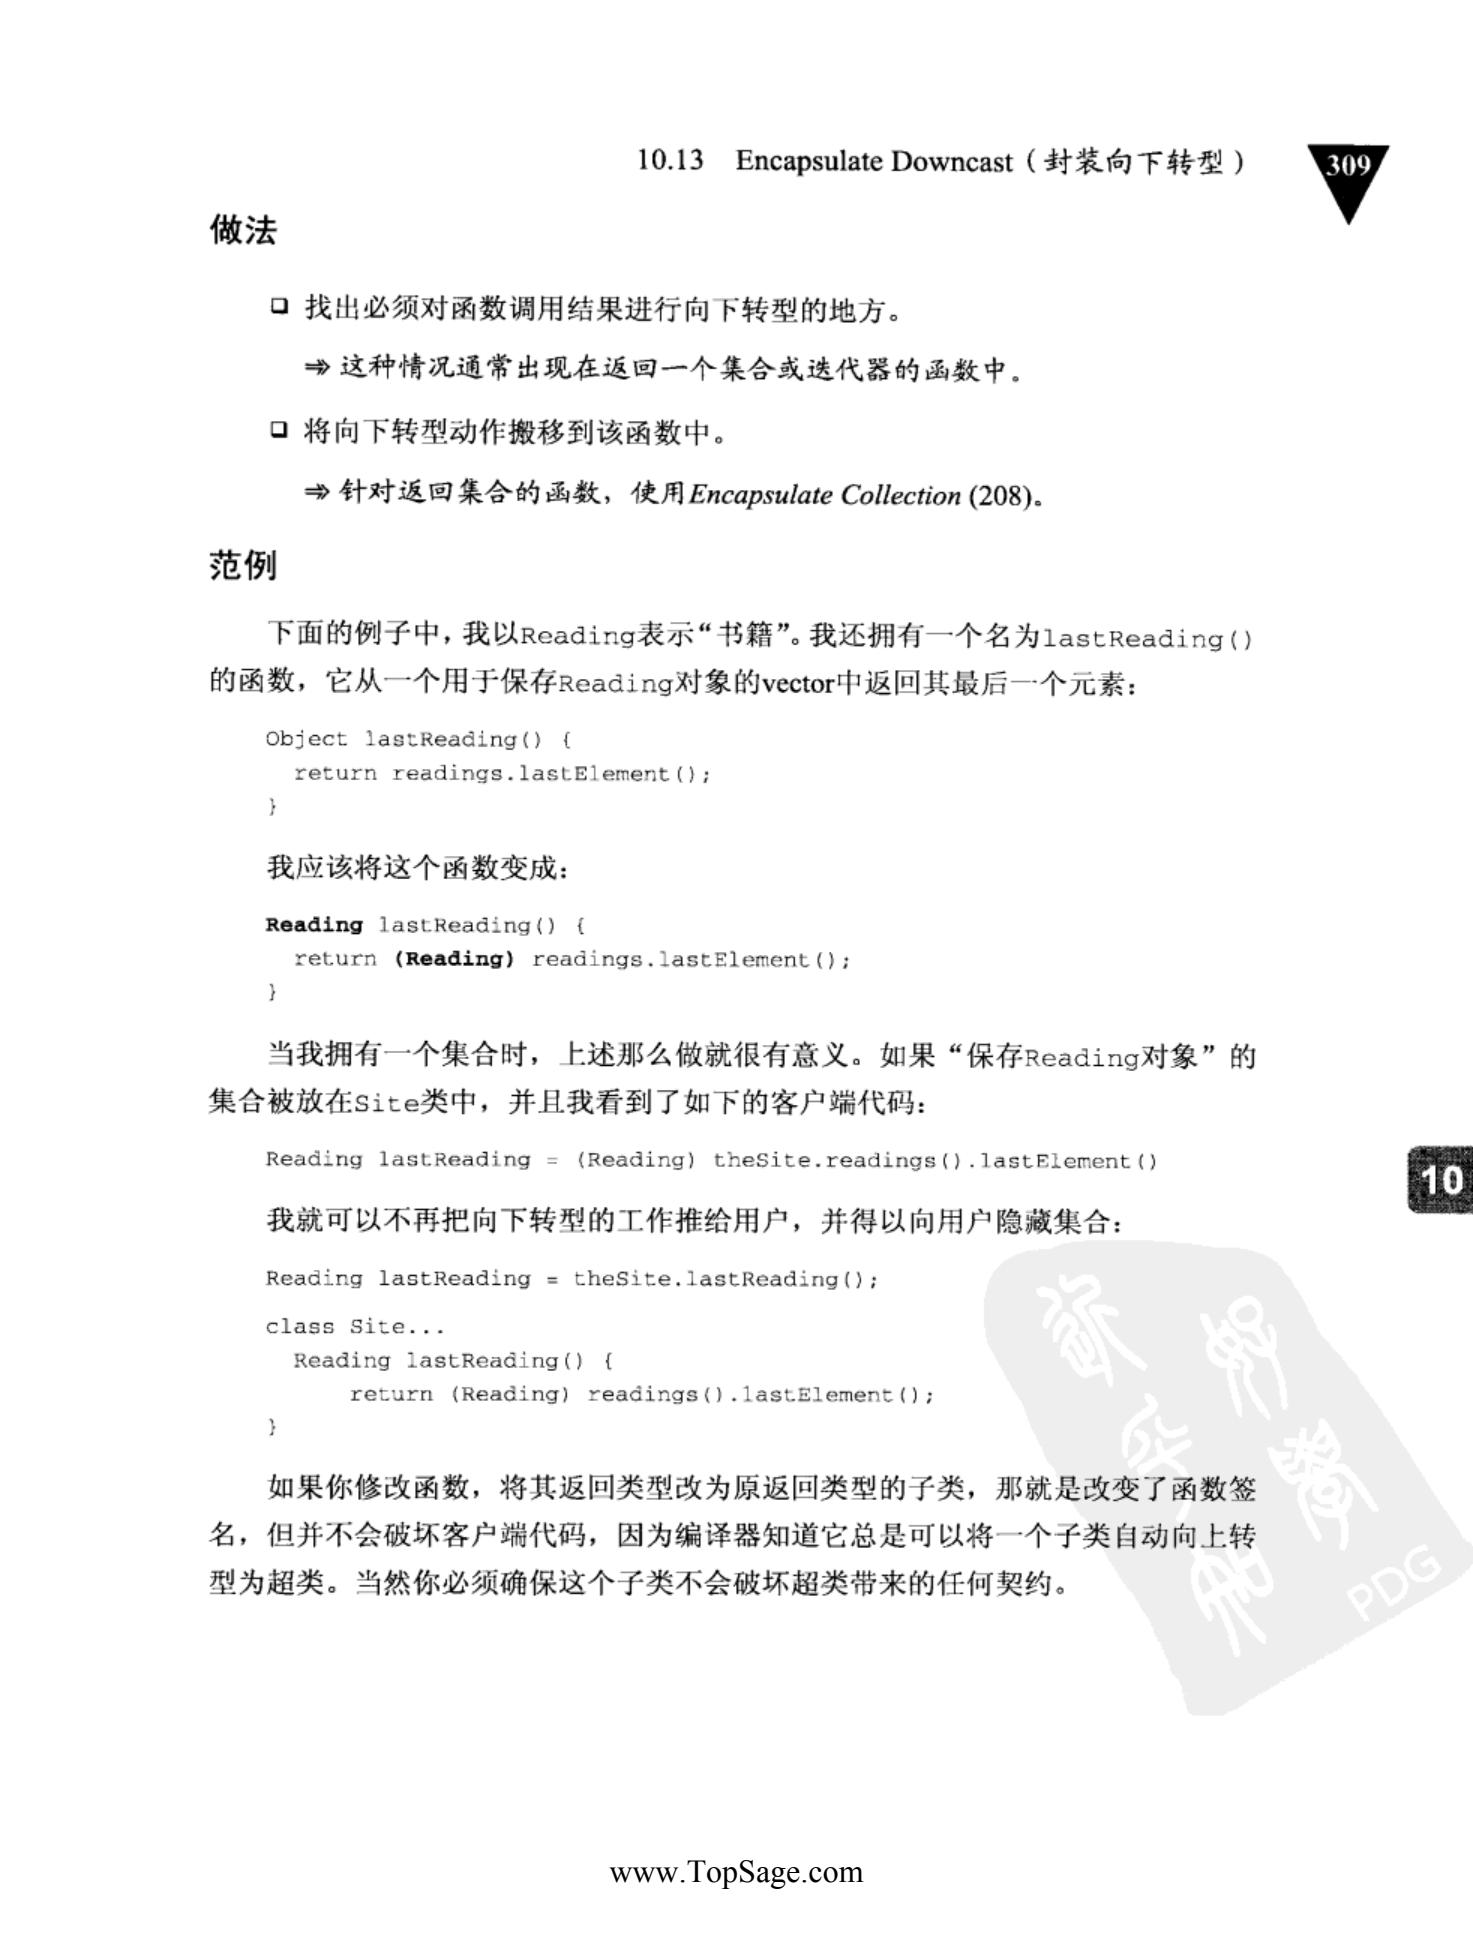 10.13 Encapsulate Downcast（封装向下转型）
309
做法
❑ 找出必须对函数调用结果进行向下转型的地方。
⇒ 这种情况通常出现在返回一个集合或迭代器的函数中。
❑ 将向下转型动作搬移到该函数中。
⇒ 针对返回集合的函数，使用Encapsulate Collection (208)。
范例
下面的例子中，我以Reading表示“书籍”。我还拥有一个名为lastReading()
的函数，它从一个用于保存Reading对象的vector中返回其最后一个元素：
Object lastReading() {
  return readings.lastElement();
}
我应该将这个函数变成：
Reading lastReading() {
  return (Reading) readings.lastElement();
}
当我拥有一个集合时，上述那么做就很有意义。如果“保存Reading对象”的
集合被放在Site类中，并且我看到了如下的客户端代码：
Reading lastReading = (Reading) theSite.readings().lastElement()
10
我就可以不再把向下转型的工作推给用户，并得以向用户隐藏集合：
Reading lastReading = theSite.lastReading();
class Site...
  Reading lastReading() {
      return (Reading) readings().lastElement();
}
如果你修改函数，将其返回类型改为原返回类型的子类，那就是改变了函数签
名，但并不会破坏客户端代码，因为编译器知道它总是可以将一个子类自动向上转
型为超类。当然你必须确保这个子类不会破坏超类带来的任何契约。
PDG
www.TopSage.com